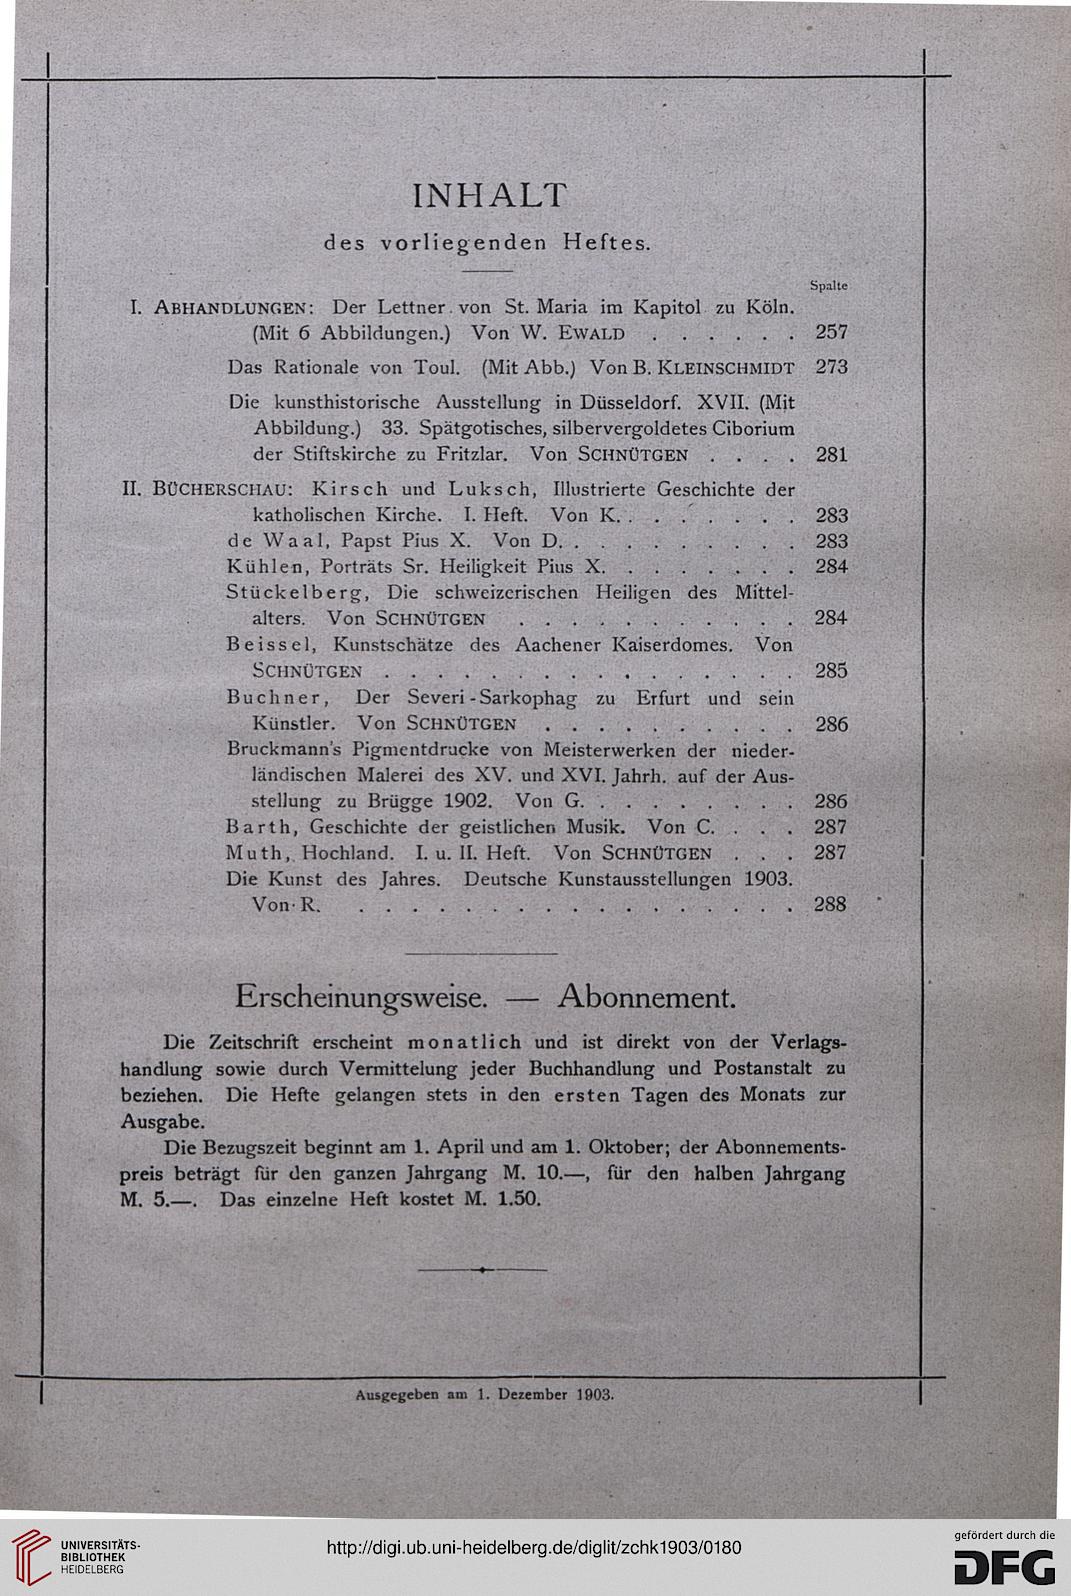 INHALT
des vorliegenden Heftes.
Spalte
I. ABHANDLUNGEN: Der Lettner von St. Maria im Kapitol zu Köln.
(Mit 6 Abbildungen.) Von W. EWALD . . . . . . 257
Das Rationale von Toul. (Mit Abb.) Von B. KLEINSCHMIDT 273
Die kunsthistorische Ausstellung in Düsseldorf. XVII. (Mit
Abbildung.) 33. Spätgotisches, silbervergoldetes Ciborium
der Stiftskirche zu Fritzlar. Von SCHNÜTGEN . . . . 281
II. BÜCHERSCHAU: Kirsch und Luksch, Illustrierte Geschichte der
katholischen Kirche. I. Heft. Von K. . . . . . . . 283
de Waal, Papst Pius X. Von D. . . . . . . . . . 283
Kühlen, Porträts Sr. Heiligkeit Pius X. . . . . . . . 284
Stückelberg, Die schweizerischen Heiligen des Mittel-
alters. Von SCHNÜTGEN . . . . . . . . . . . 284
Beissel, Kunstschätze des Aachener Kaiserdomes. Von
SCHNÜTGEN . . . . . . . . . . . . . . . . 285
Buchner, Der Severi-Sarkophag zu Erfurt und sein
Künstler. Von SCHNÜTGEN . . . . . . . . . . 286
Bruckmann's Pigmentdrucke von Meisterwerken der nieder-
ländischen Malerei des XV. und XVI. Jahrh. auf der Aus-
stellung zu Brügge 1902. Von G. . . . . . . . . 286
Barth, Geschichte der geistlichen Musik. Von C. . . . 287
Muth, Hochland. I. u. II. Heft. Von SCHNÜTGEN . . . 287
Die Kunst des Jahres. Deutsche Kunstausstellungen 1903.
Von R. . . . . . . . . . . . . . . . . . 288
Erscheinungsweise. — Abonnement.
Die Zeitschrift erscheint monatlich und ist direkt von der Verlags-
handlung sowie durch Vermittelung jeder Buchhandlung und Postanstalt zu
beziehen. Die Hefte gelangen stets in den ersten Tagen des Monats zur
Ausgabe.
Die Bezugszeit beginnt am 1. April und am 1. Oktober; der Abonnements-
preis beträgt für den ganzen Jahrgang M. 10.—, für den halben Jahrgang
M. 5.—. Das einzelne Heft kostet M. 1.50.
Ausgegeben am 1. Dezember 1903.
UNIVERSITÄTS-
BIBLIOTHEK
HEIDELBERG
http://digi.ub.uni-heidelberg.de/diglit/zchk1903/0180
gefördert durch die
DFG